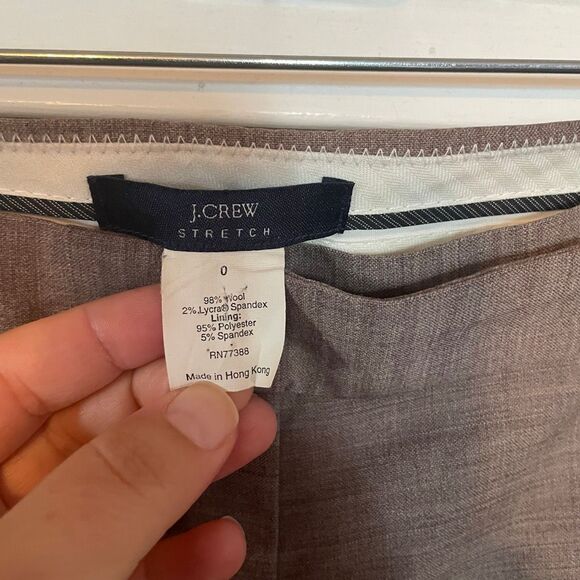 J.CREW
STRETCH
0
98% Wool
2% Lycra® Spandex
Lining:
95% Polyester
5% Spandex
RN77388
Made in Hong Kong